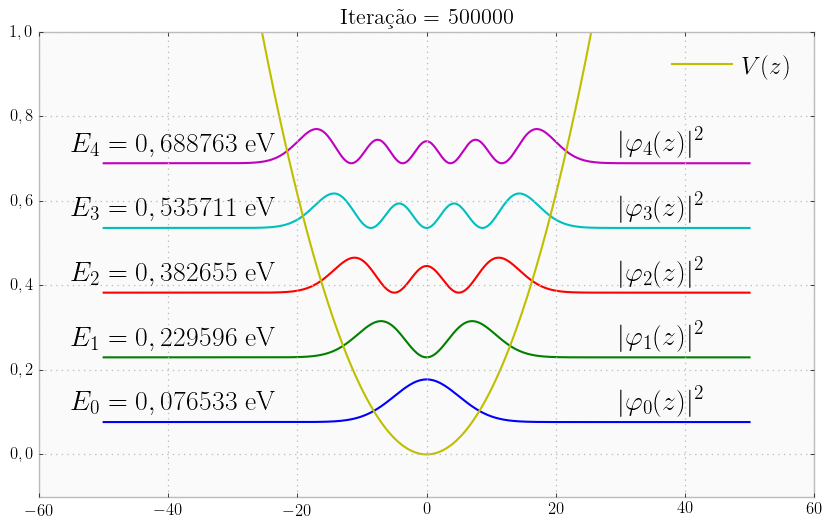 Iteração = 500000
1,0
V(z)
0,8
E₄ = 0,688763 eV
|φ₄(z)|²
0,6
E₃ = 0,535711 eV
|φ₃(z)|²
0,4
E₂ = 0,382655 eV
|φ₂(z)|²
E₁ = 0,229596 eV
|φ₁(z)|²
0,2
E₀ = 0,076533 eV
|φ₀(z)|²
0,0
−60 −40 −20 0 20 40 60